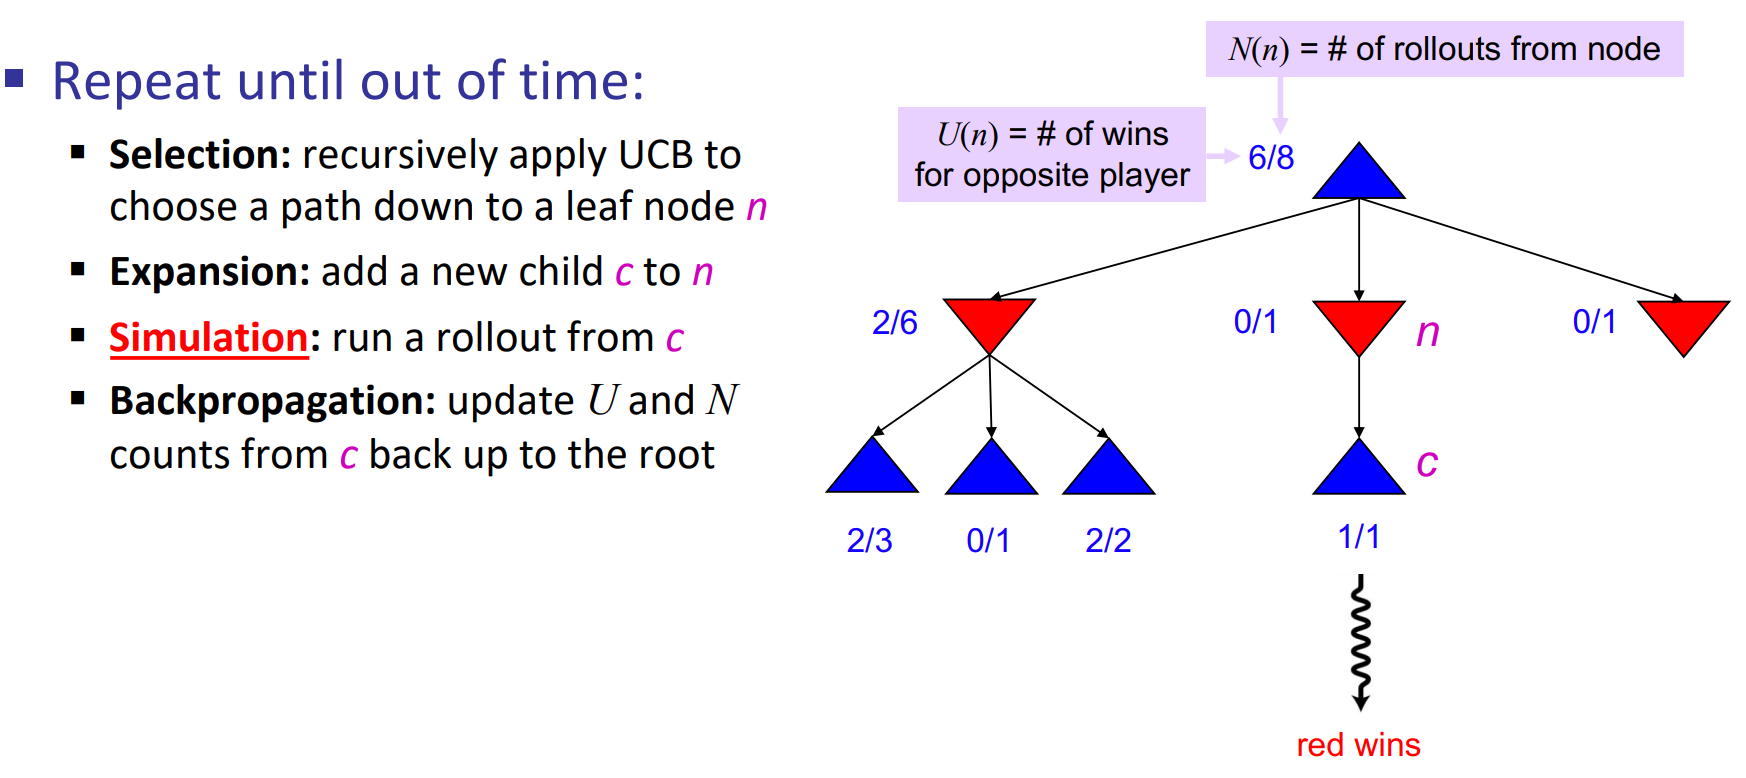 Repeat until out of time:
Selection: recursively apply UCB to
choose a path down to a leaf node n
Expansion: add a new child c to n
Simulation: run a rollout from c
Backpropagation: update U and N
counts from c back up to the root
N(n) = # of rollouts from node
U(n) = # of wins
for opposite player
6/8
2/6
0/1
n
0/1
c
2/3
0/1
2/2
1/1
red wins